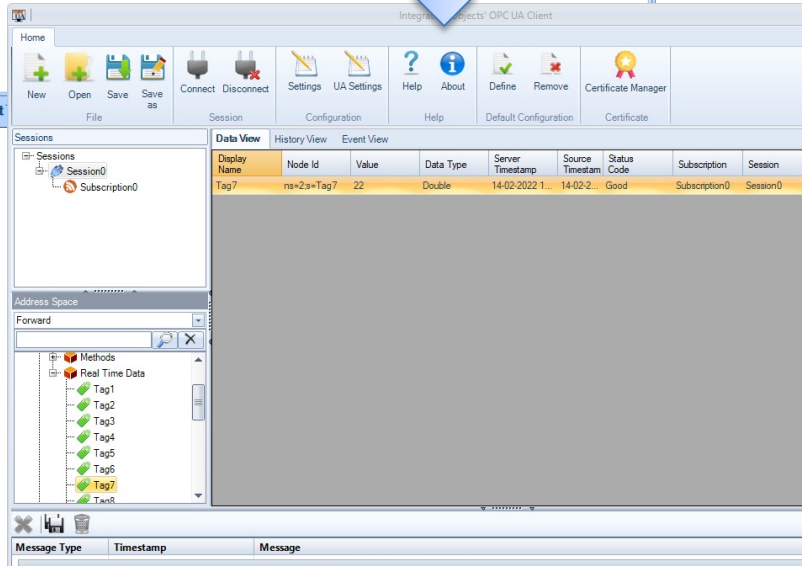 UA
Integra jects' OPC UA Client
Home
New
Open
Save
Save as
Connect
Disconnect
Settings
UA Settings
Help
About
Define
Remove
Certificate Manager
File
Session
Configuration
Help
Default Configuration
Certificate
t
Sessions
Data View
History View
Event View
Sessions
Session0
Subscription0
Display Name
Node Id
Value
Data Type
Server Timestamp
Source Timestam
Status Code
Subscription
Session
Tag7
ns=2;s=Tag7
22
Double
14-02-2022 1...
14-02-2...
Good
Subscription0
Session0
Address Space
Forward
Methods
Real Time Data
Tag1
Tag2
Tag3
Tag4
Tag5
Tag6
Tag7
Tag8
Message Type
Timestamp
Message